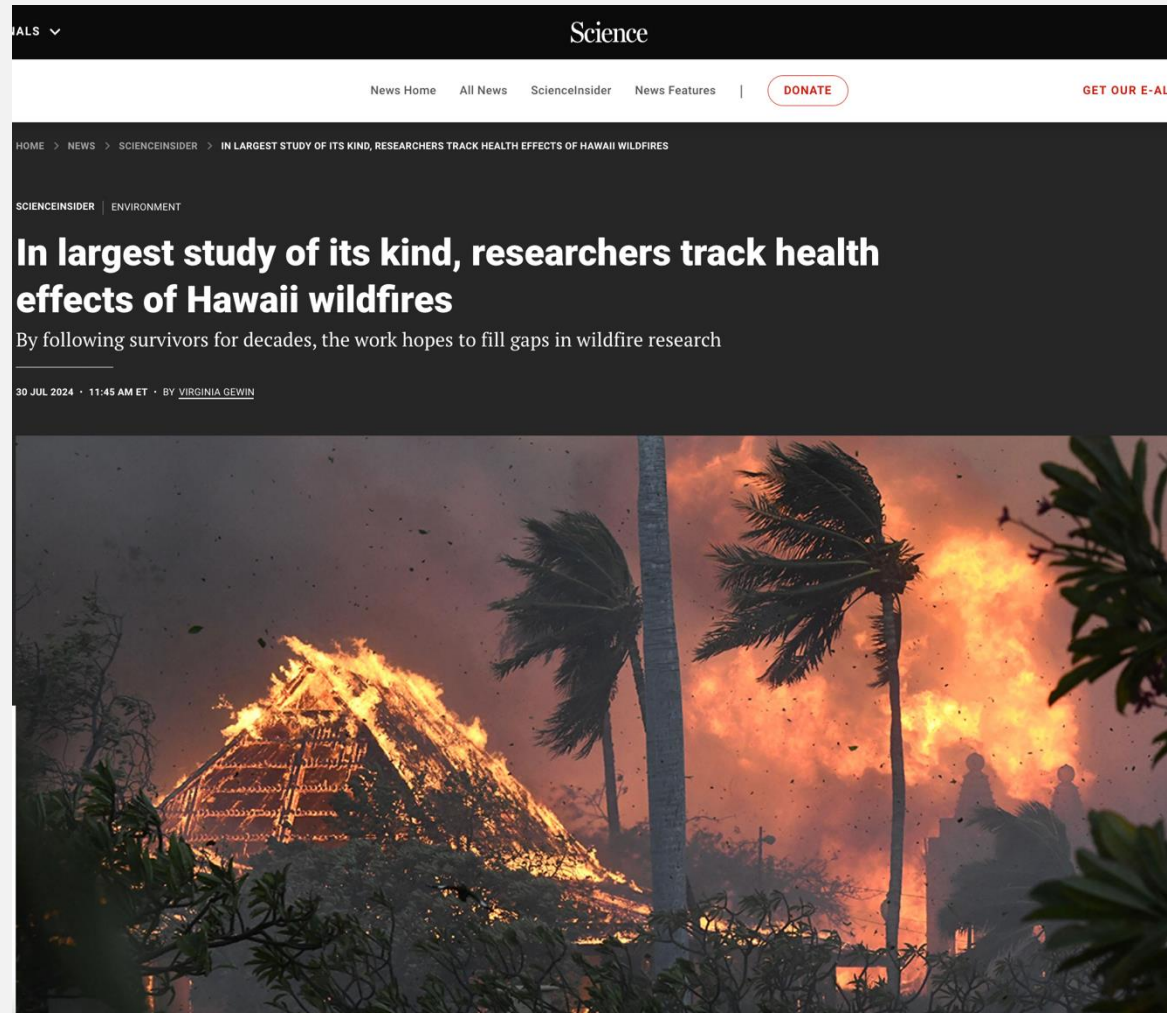 Science
News Home All News ScienceInsider News Features | DONATE
HOME > NEWS > SCIENCEINSIDER > IN LARGEST STUDY OF ITS KIND, RESEARCHERS TRACK HEALTH EFFECTS OF HAWAII WILDFIRES
SCIENCEINSIDER | ENVIRONMENT
In largest study of its kind, researchers track health
effects of Hawaii wildfires
By following survivors for decades, the work hopes to fill gaps in wildfire research
30 JUL 2024 · 11:45 AM ET · BY VIRGINIA GEWIN
GET OUR